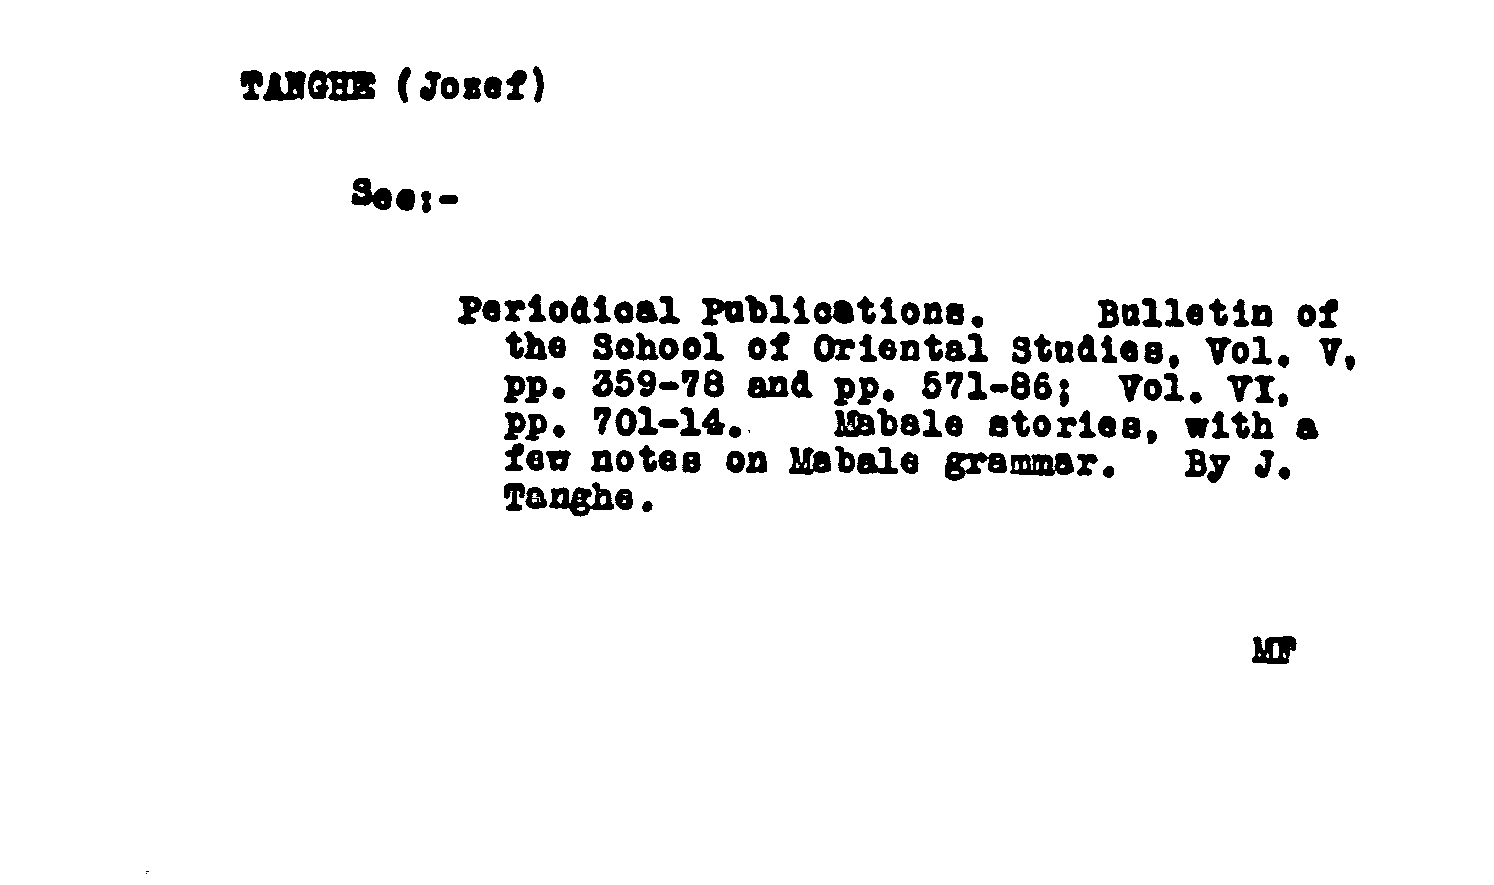 TANGHE (Jozef)
See:-
Periodical Publications. Bulletin of
the School of Oriental Studies, Vol. V,
pp. 359-78 and pp. 571-86; Vol. VI,
pp. 701-14. Mabale stories, with a
few notes on Mabale grammar. By J.
Tanghe.
MF